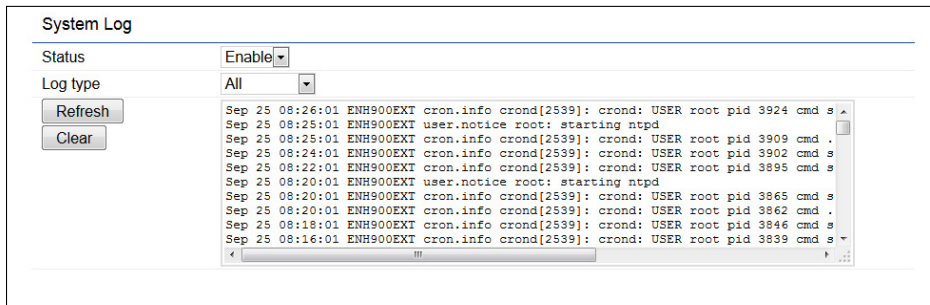 System Log
Status Enable
Log type All
Refresh
Clear
Sep 25 08:26:01 ENH900EXT cron.info crond[2539]: crond: USER root pid 3924 cmd s
Sep 25 08:25:01 ENH900EXT user.notice root: starting ntpd
Sep 25 08:25:01 ENH900EXT cron.info crond[2539]: crond: USER root pid 3909 cmd .
Sep 25 08:24:01 ENH900EXT cron.info crond[2539]: crond: USER root pid 3902 cmd s
Sep 25 08:22:01 ENH900EXT cron.info crond[2539]: crond: USER root pid 3895 cmd s
Sep 25 08:20:01 ENH900EXT user.notice root: starting ntpd
Sep 25 08:20:01 ENH900EXT cron.info crond[2539]: crond: USER root pid 3865 cmd s
Sep 25 08:20:01 ENH900EXT cron.info crond[2539]: crond: USER root pid 3862 cmd .
Sep 25 08:18:01 ENH900EXT cron.info crond[2539]: crond: USER root pid 3846 cmd s
Sep 25 08:16:01 ENH900EXT cron.info crond[2539]: crond: USER root pid 3839 cmd s